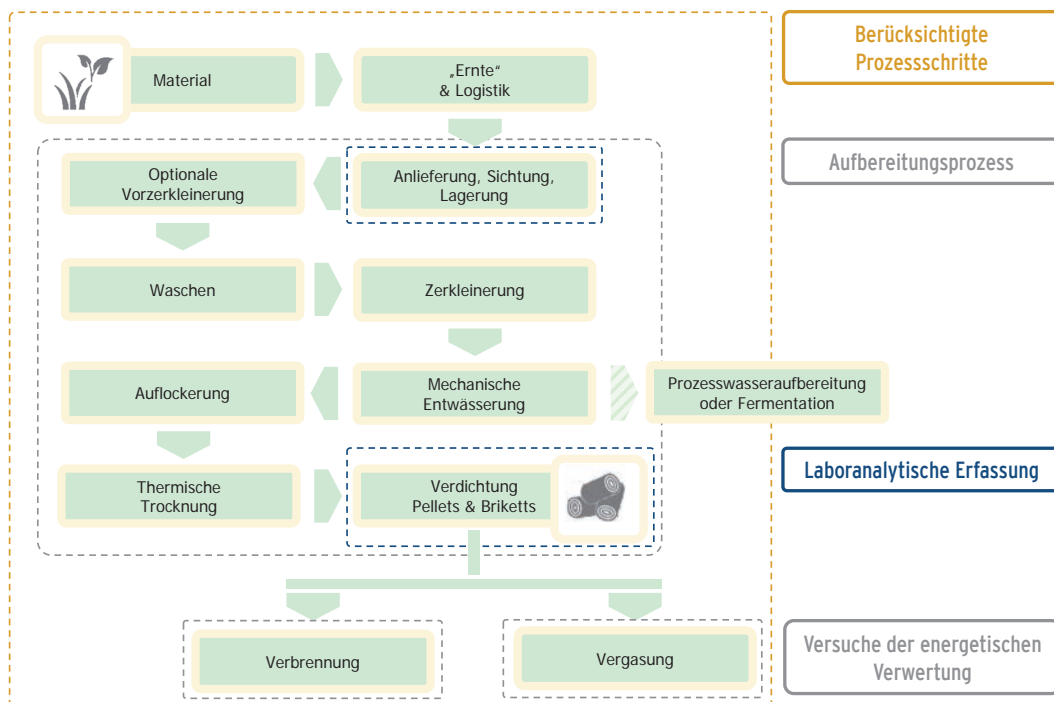 Berücksichtigte
Prozessschritte
Material
„Ernte“
& Logistik
Aufbereitungsprozess
Optionale
Vorzerkleinerung
Anlieferung, Sichtung,
Lagerung
Waschen
Zerkleinerung
Auflockerung
Mechanische
Entwässerung
Prozesswasseraufbereitung
oder Fermentation
Laboranalytische Erfassung
Thermische
Trocknung
Verdichtung
Pellets & Briketts
Verbrennung
Vergasung
Versuche der energetischen
Verwertung